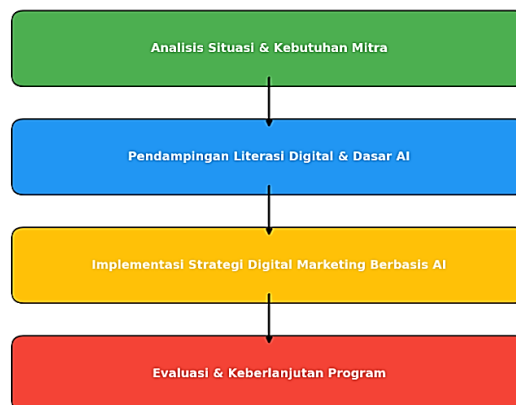 Analisis Situasi & Kebutuhan Mitra
Pendampingan Literasi Digital & Dasar AI
Implementasi Strategi Digital Marketing Berbasis AI
Evaluasi & Keberlanjutan Program